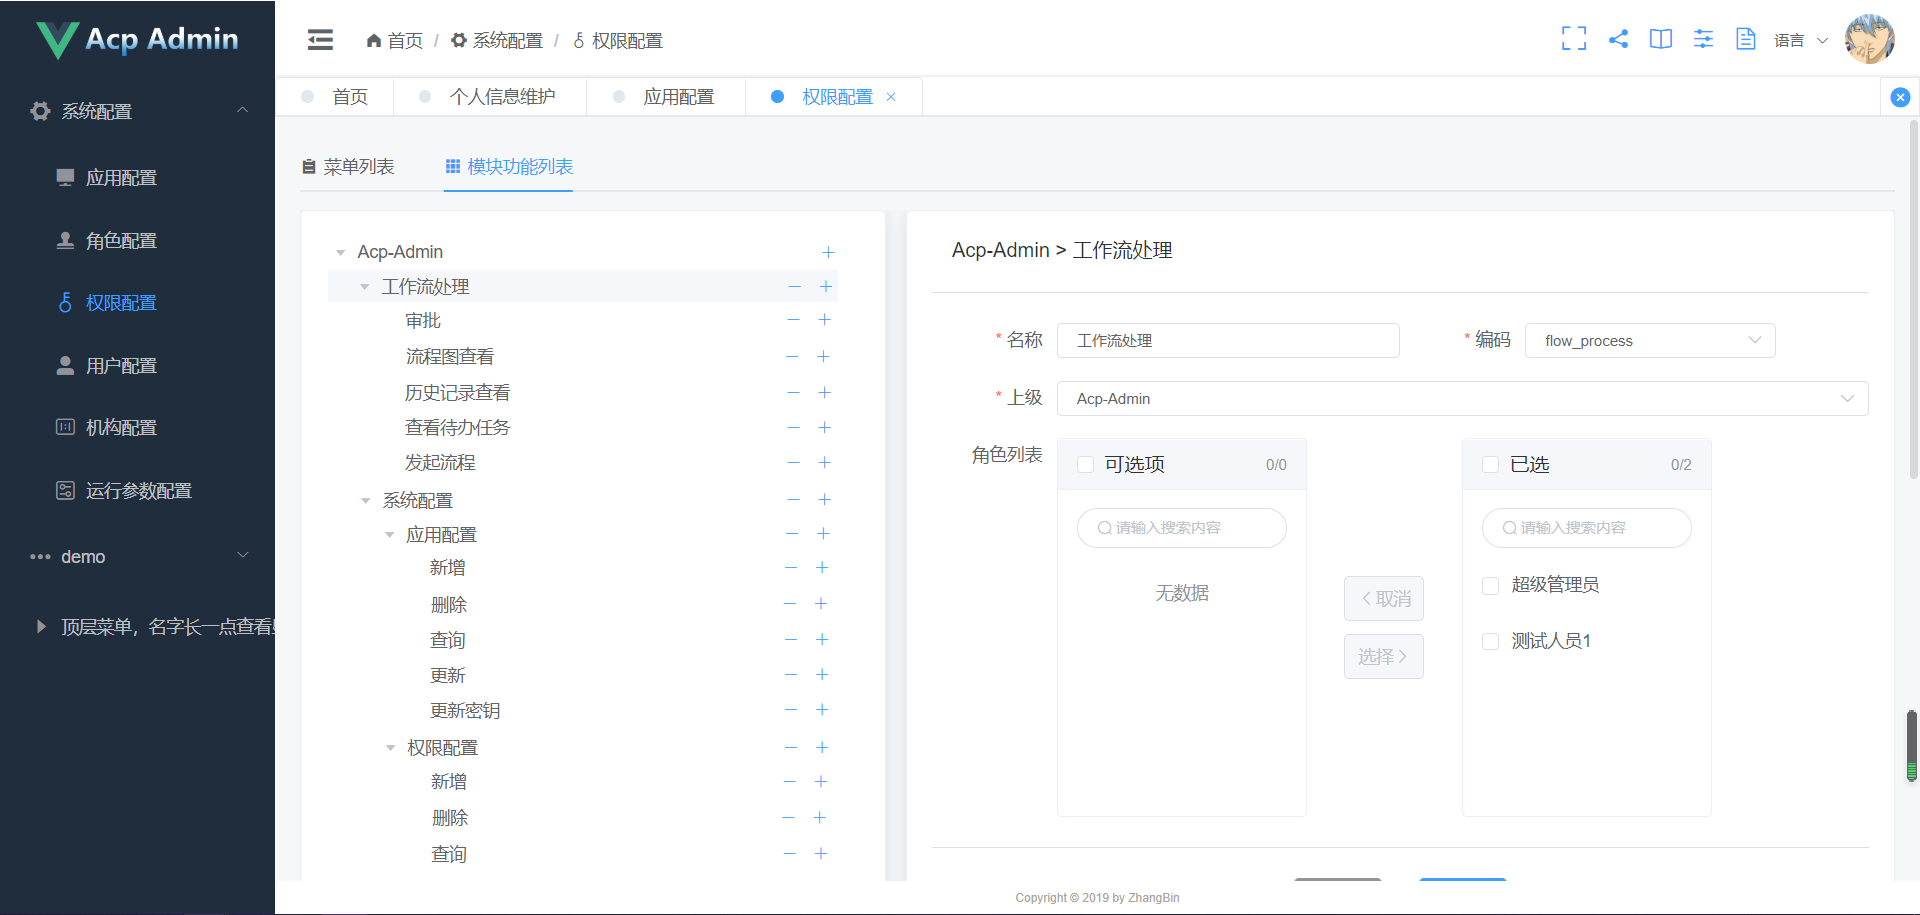 Acp Admin
系统配置
应用配置
角色配置
权限配置
用户配置
机构配置
运行参数配置
demo
顶层菜单，名字长一点查看
首页 / 系统配置 / 权限配置
语言
首页
个人信息维护
应用配置
权限配置
菜单列表
模块功能列表
Acp-Admin
工作流处理
审批
流程图查看
历史记录查看
查看待办任务
发起流程
系统配置
应用配置
新增
删除
查询
更新
更新密钥
权限配置
新增
删除
查询
Acp-Admin > 工作流处理
* 名称 工作流处理
* 编码 flow_process
* 上级 Acp-Admin
角色列表
可选项 0/0
请输入搜索内容
无数据
取消
选择
已选 0/2
请输入搜索内容
超级管理员
测试人员1
Copyright © 2019 by ZhangBin